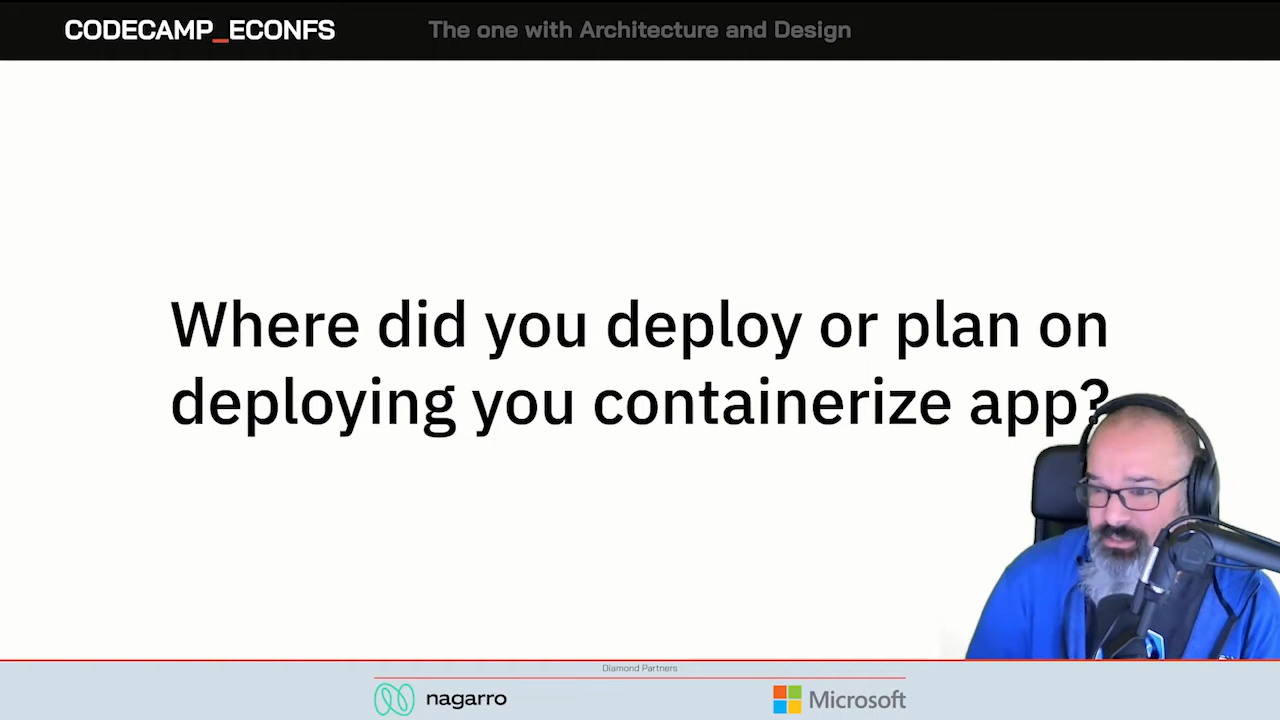 CODECAMP_ECONFS
The one with Architecture and Design
Where did you deploy or plan on
deploying you containerize app?
Diamond Partners
nagarro
Microsoft